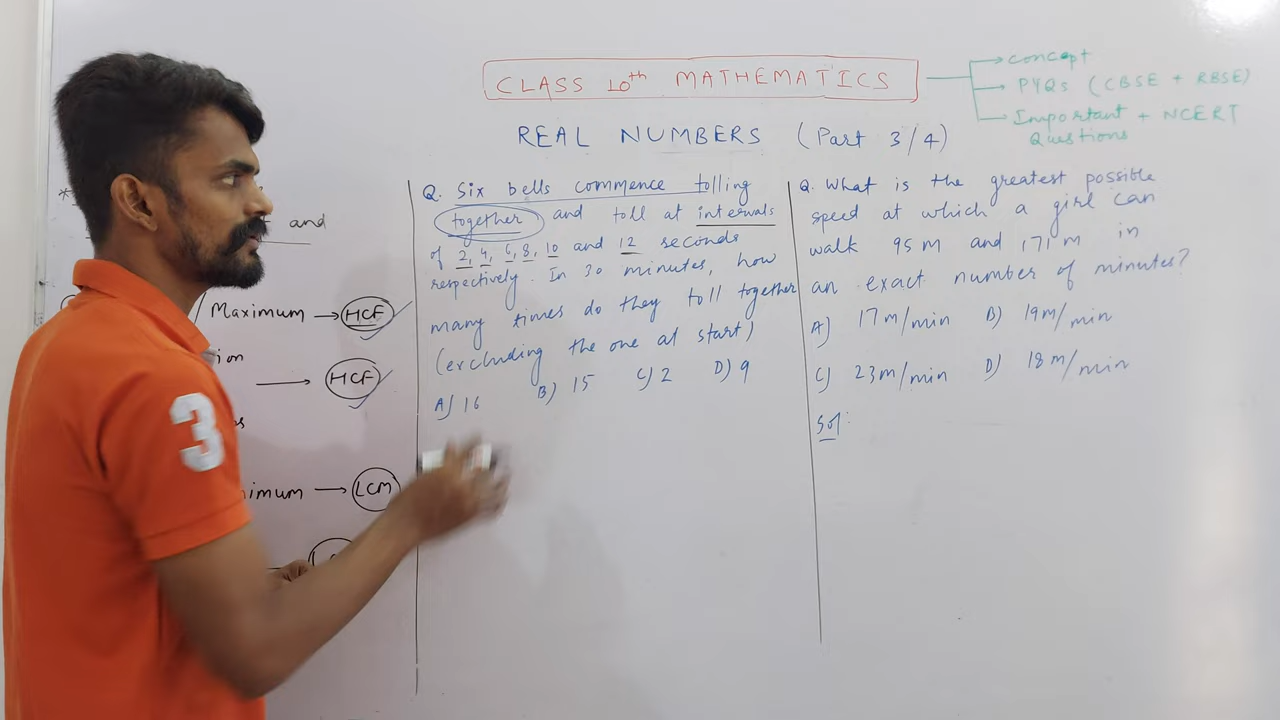 CLASS 10th MATHEMATICS
→ concept
→ PYQs (CBSE + RBSE)
Important + NCERT
Questions
REAL NUMBERS (Part 3/4)
and
Maximum → HCF
→ HCF
→ LCM
Q. Six bells commence tolling
together and toll at intervals
of 2, 4, 6, 8, 10 and 12 seconds
respectively. In 30 minutes, how
many times do they toll together
(excluding the one at start)
A) 16 B) 15 C) 2 D) 9
Q. What is the greatest possible
speed at which a girl can
walk 95 m and 171 m in
an exact number of minutes?
A) 17 m/min B) 19 m/min
C) 23 m/min D) 18 m/min
Sol:
3